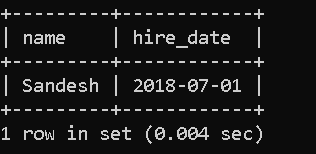 +---------+------------+
| name    | hire_date  |
+---------+------------+
| Sandesh | 2018-07-01 |
+---------+------------+
1 row in set (0.004 sec)